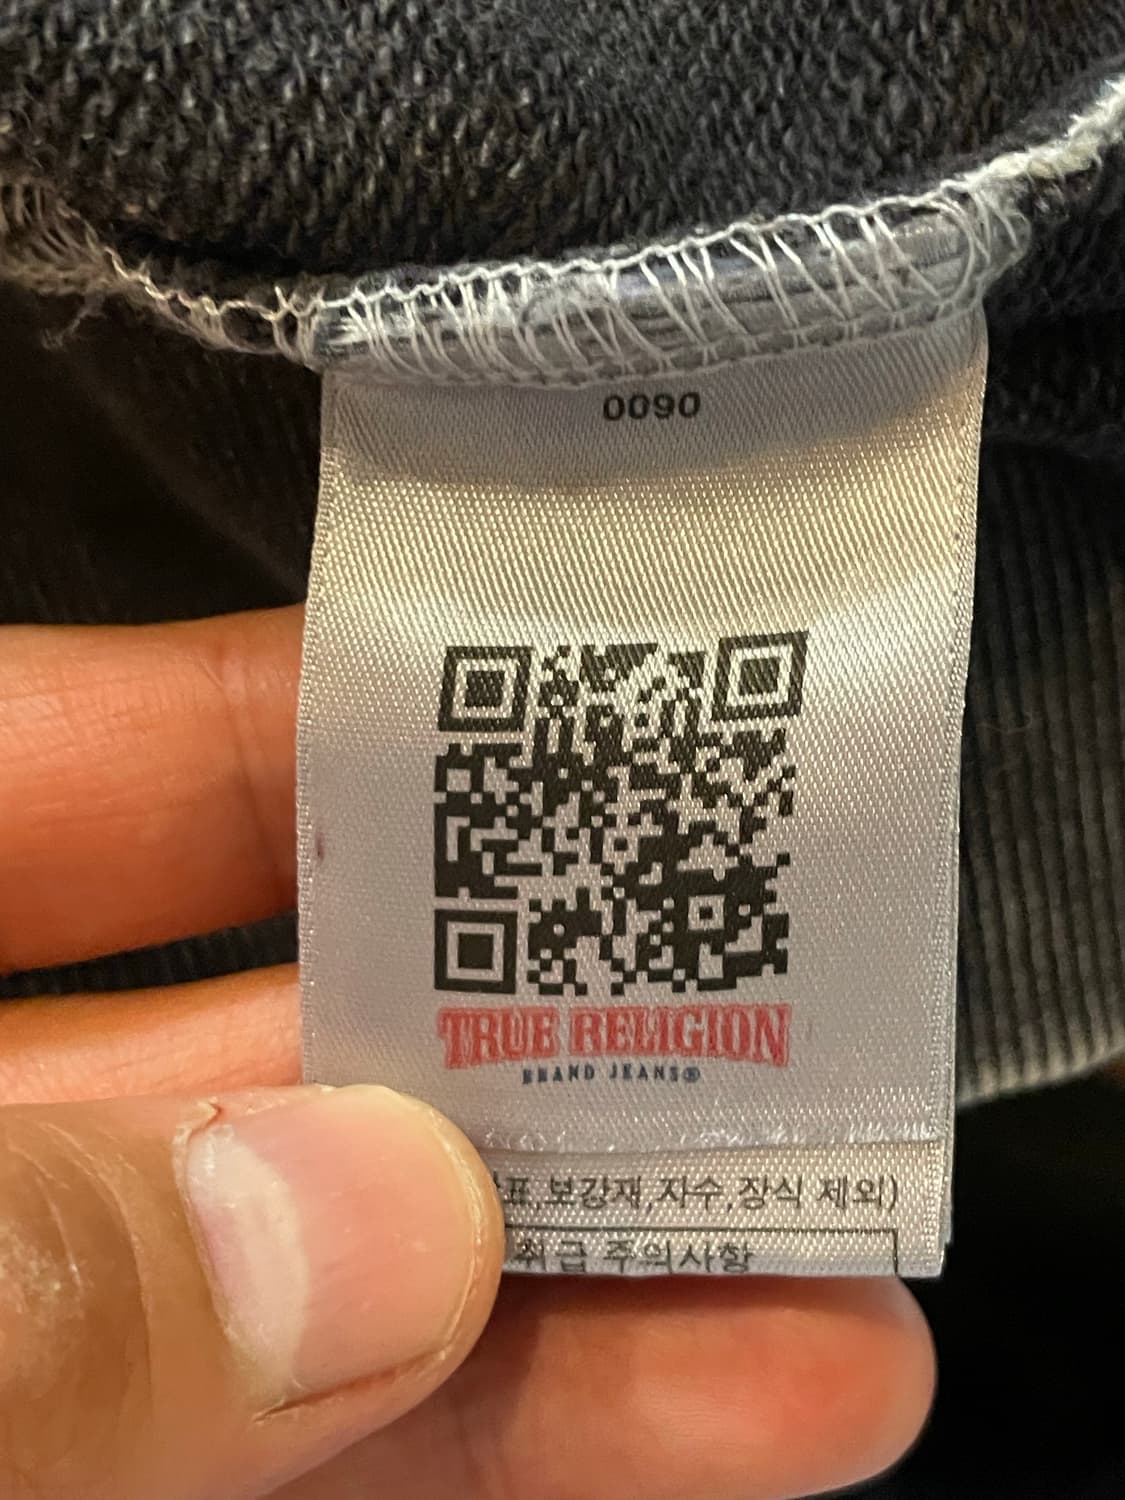 0090
TRUE RELIGION
BRAND JEANS®
표,보강재,자수,장식 제외)
취급 주의사항